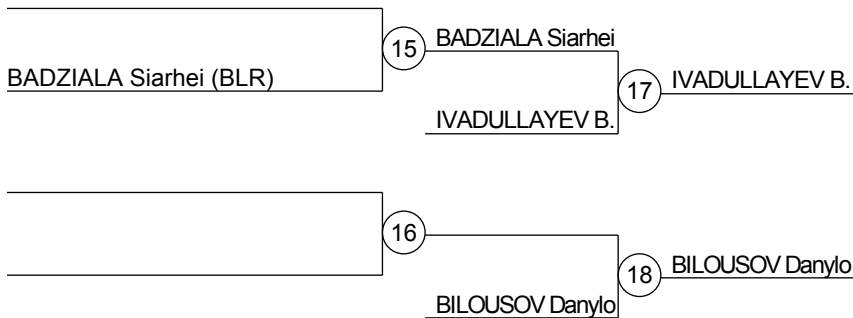 BADZIALA Siarhei
15
BADZIALA Siarhei (BLR)
IVADULLAYEV B.
17
IVADULLAYEV B.
16
BILOUSOV Danylo
18
BILOUSOV Danylo